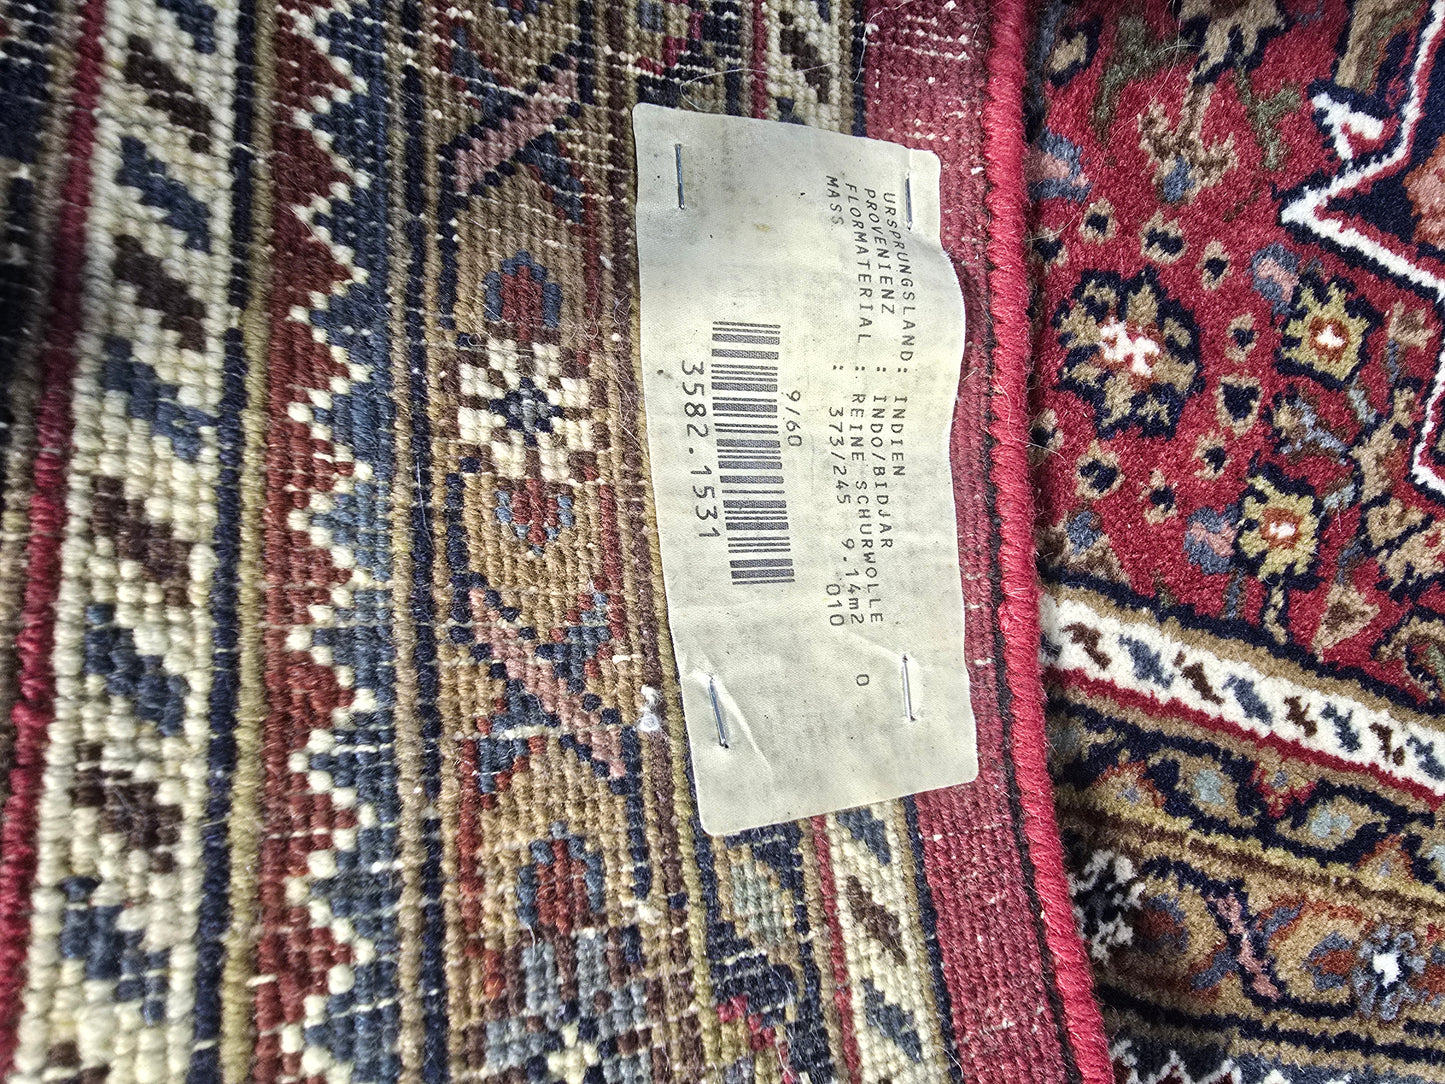 URSPRUNGSLAND: INDIEN
PROVENIENZ : INDO/BIDJAR
FLORMATERIAL : REINE SCHURWOLLE 0
MASS : 373/245 9.14m2
010
9/60
3582.1531